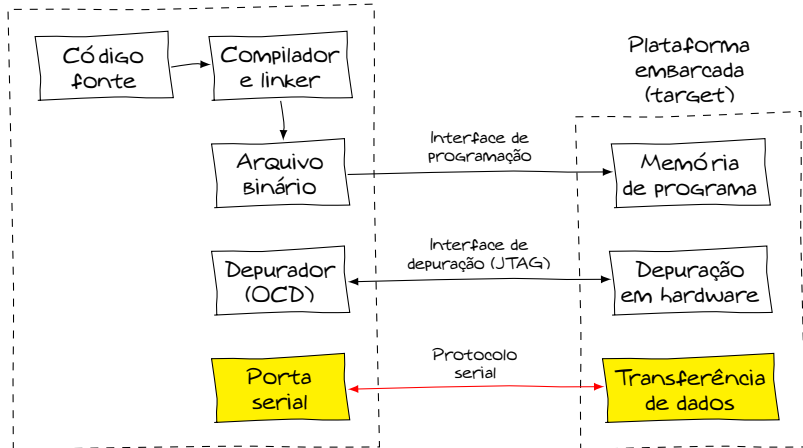 Código
fonte
Compilador
e linker
Plataforma
embarcada
(target)
Arquivo
Binário
Interface de
programação
Memória
de programa
Depurador
(OCD)
Interface de
depuração (JTAG)
Depuração
em hardware
Porta
serial
Protocolo
serial
Transferência
de dados